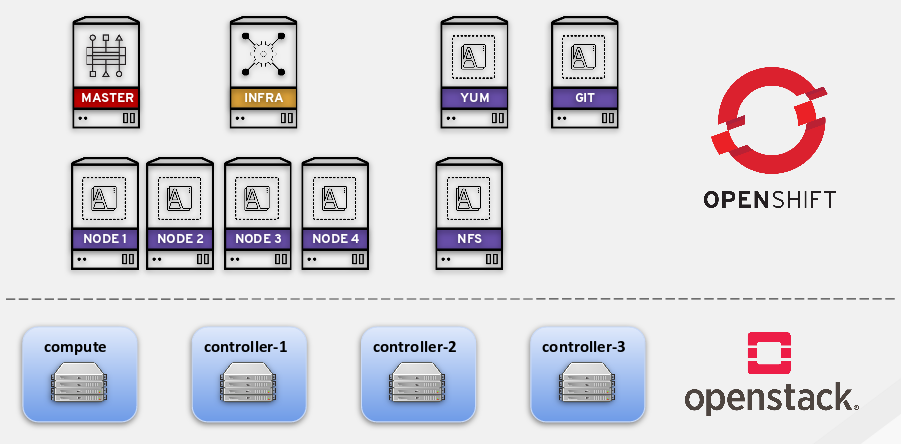 MASTER
INFRA
YUM
GIT
OPENSHIFT
NODE 1
NODE 2
NODE 3
NODE 4
NFS
compute
controller-1
controller-2
controller-3
openstack.